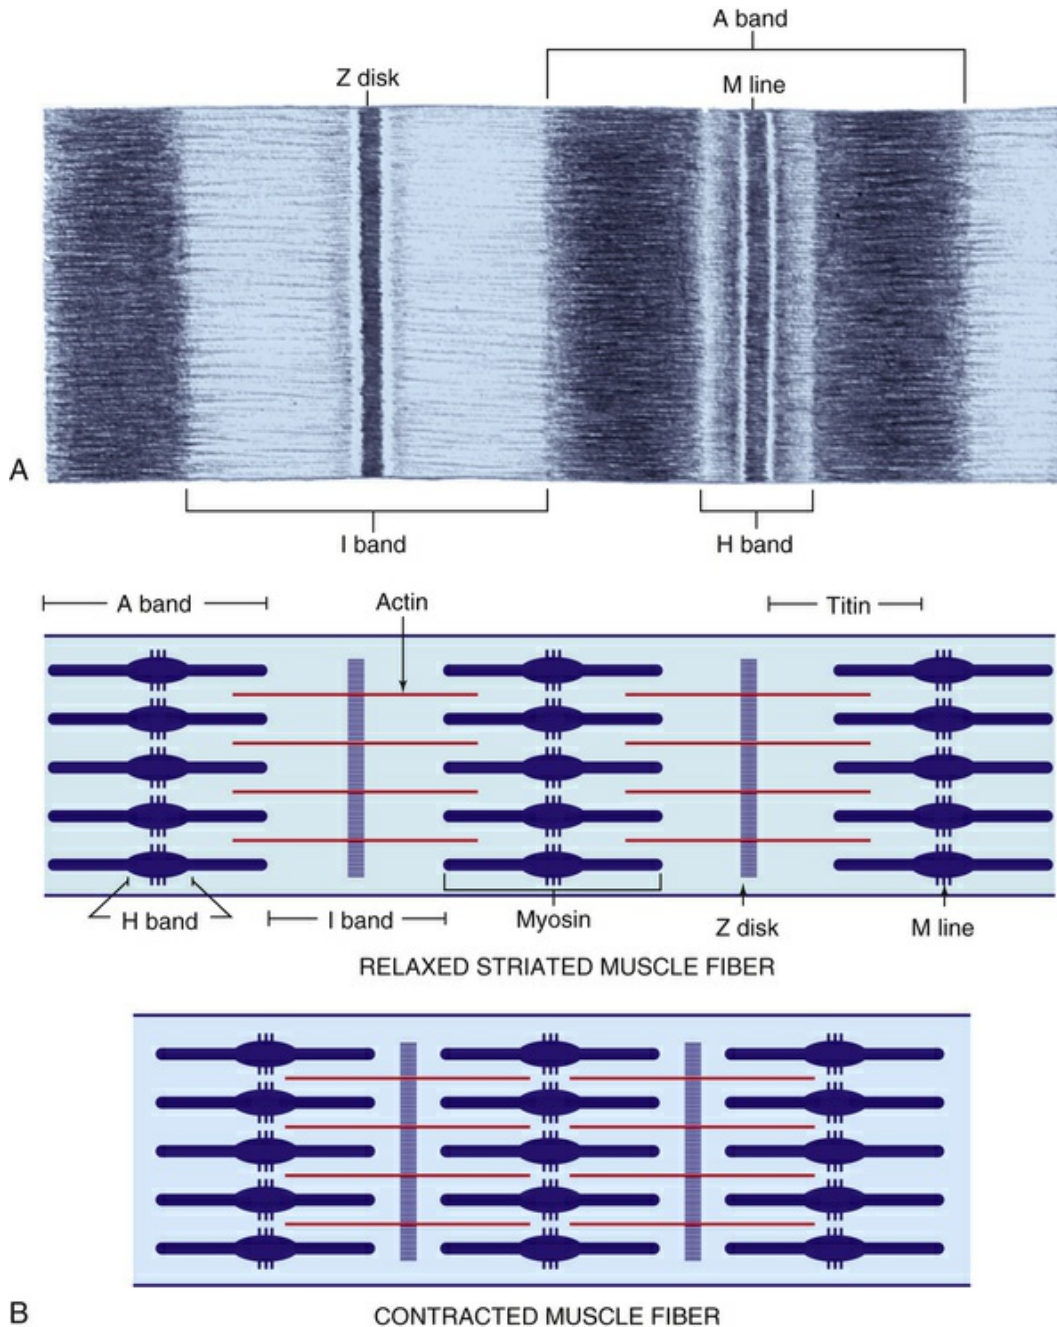 A band
Z disk
M line
A
I band
H band
A band
Actin
Titin
H band
I band
Myosin
Z disk
M line
RELAXED STRIATED MUSCLE FIBER
B
CONTRACTED MUSCLE FIBER